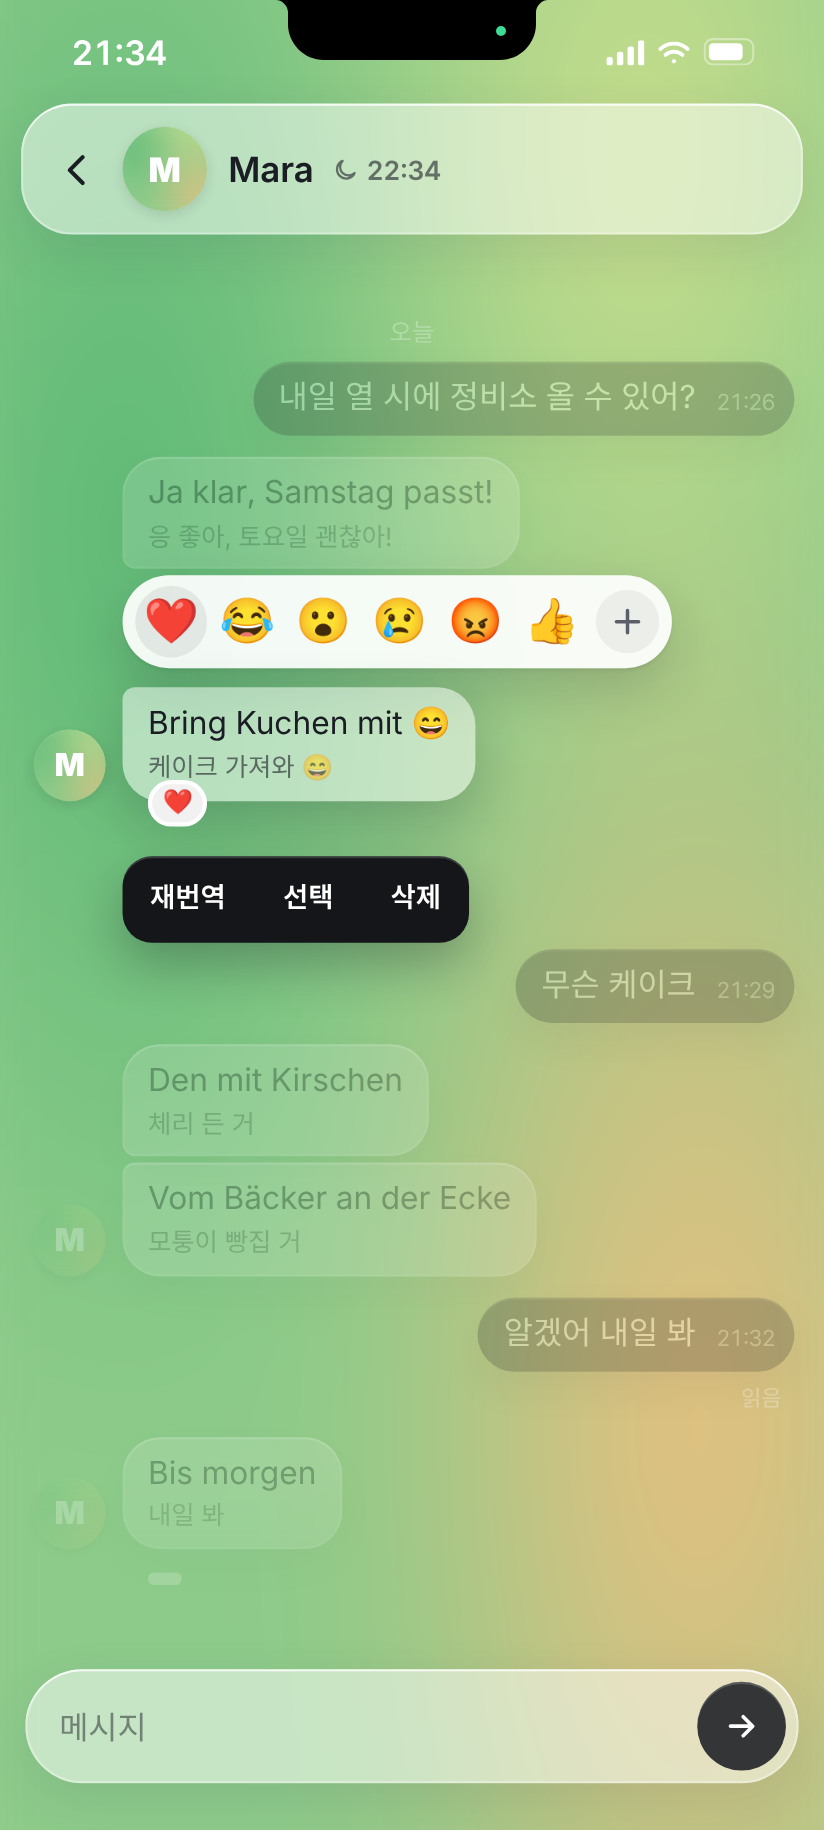 21:34
M Mara 22:34
오늘
내일 열 시에 정비소 올 수 있어? 21:26
Ja klar, Samstag passt!
응 좋아, 토요일 괜찮아!
❤️ 😂 😮 😢 😡 👍 +
Bring Kuchen mit 😄
M
케이크 가져와 😄
❤️
재번역 선택 삭제
무슨 케이크 21:29
Den mit Kirschen
체리 든 거
Vom Bäcker an der Ecke
M
모퉁이 빵집 거
알겠어 내일 봐 21:32
읽음
Bis morgen
M
내일 봐
메시지